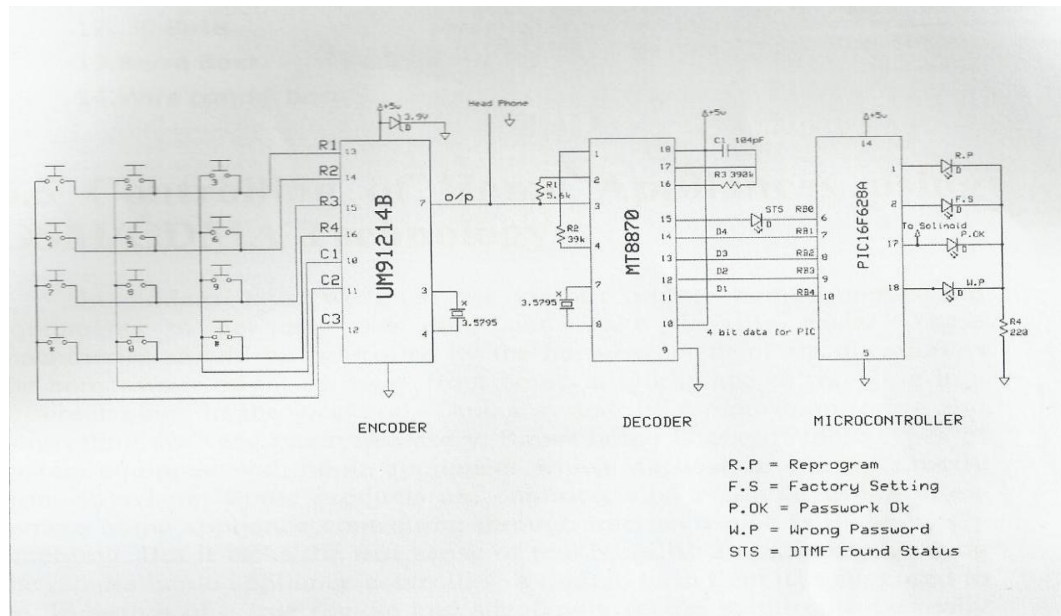 +5v
3.9V
D
Head Phone
+5v
C1 104pF
+5v
R1
R2
R3
R4
C1
C2
C3
13
14
15
16
10
11
12
UM91214B
7
3
4
o/p
X
3.5795
R1
5.6k
R2
39k
X
3.5795
1
2
3
4
7
8
MT8870
18
17
16
15
14
13
12
11
10
9
R3 390k
STS
D
D4
D3
D2
D1
RB0
RB1
RB2
RB3
RB4
4 bit data for PIC
6
7
8
9
10
PIC16F628A
14
1
2
17
18
5
R.P
D
F.S
D
To Solinoid
P.OK
D
W.P
D
R4
220
1
2
3
4
5
6
7
8
9
*
0
#
ENCODER
DECODER
MICROCONTROLLER
R.P = Reprogram
F.S = Factory Setting
P.OK = Passwork Ok
W.P = Wrong Password
STS = DTMF Found Status